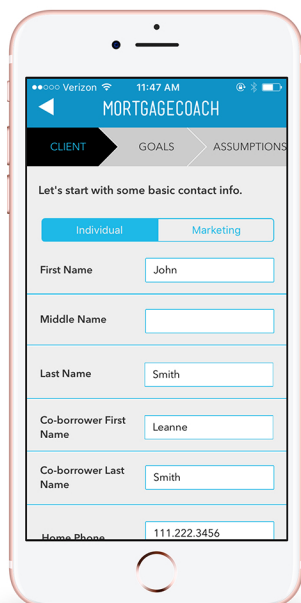 Verizon 11:47 AM
MORTGAGECOACH
CLIENT GOALS ASSUMPTIONS
Let's start with some basic contact info.
Individual Marketing
First Name John
Middle Name
Last Name Smith
Co-borrower First
Name Leanne
Co-borrower Last
Name Smith
Home Phone 111.222.3456